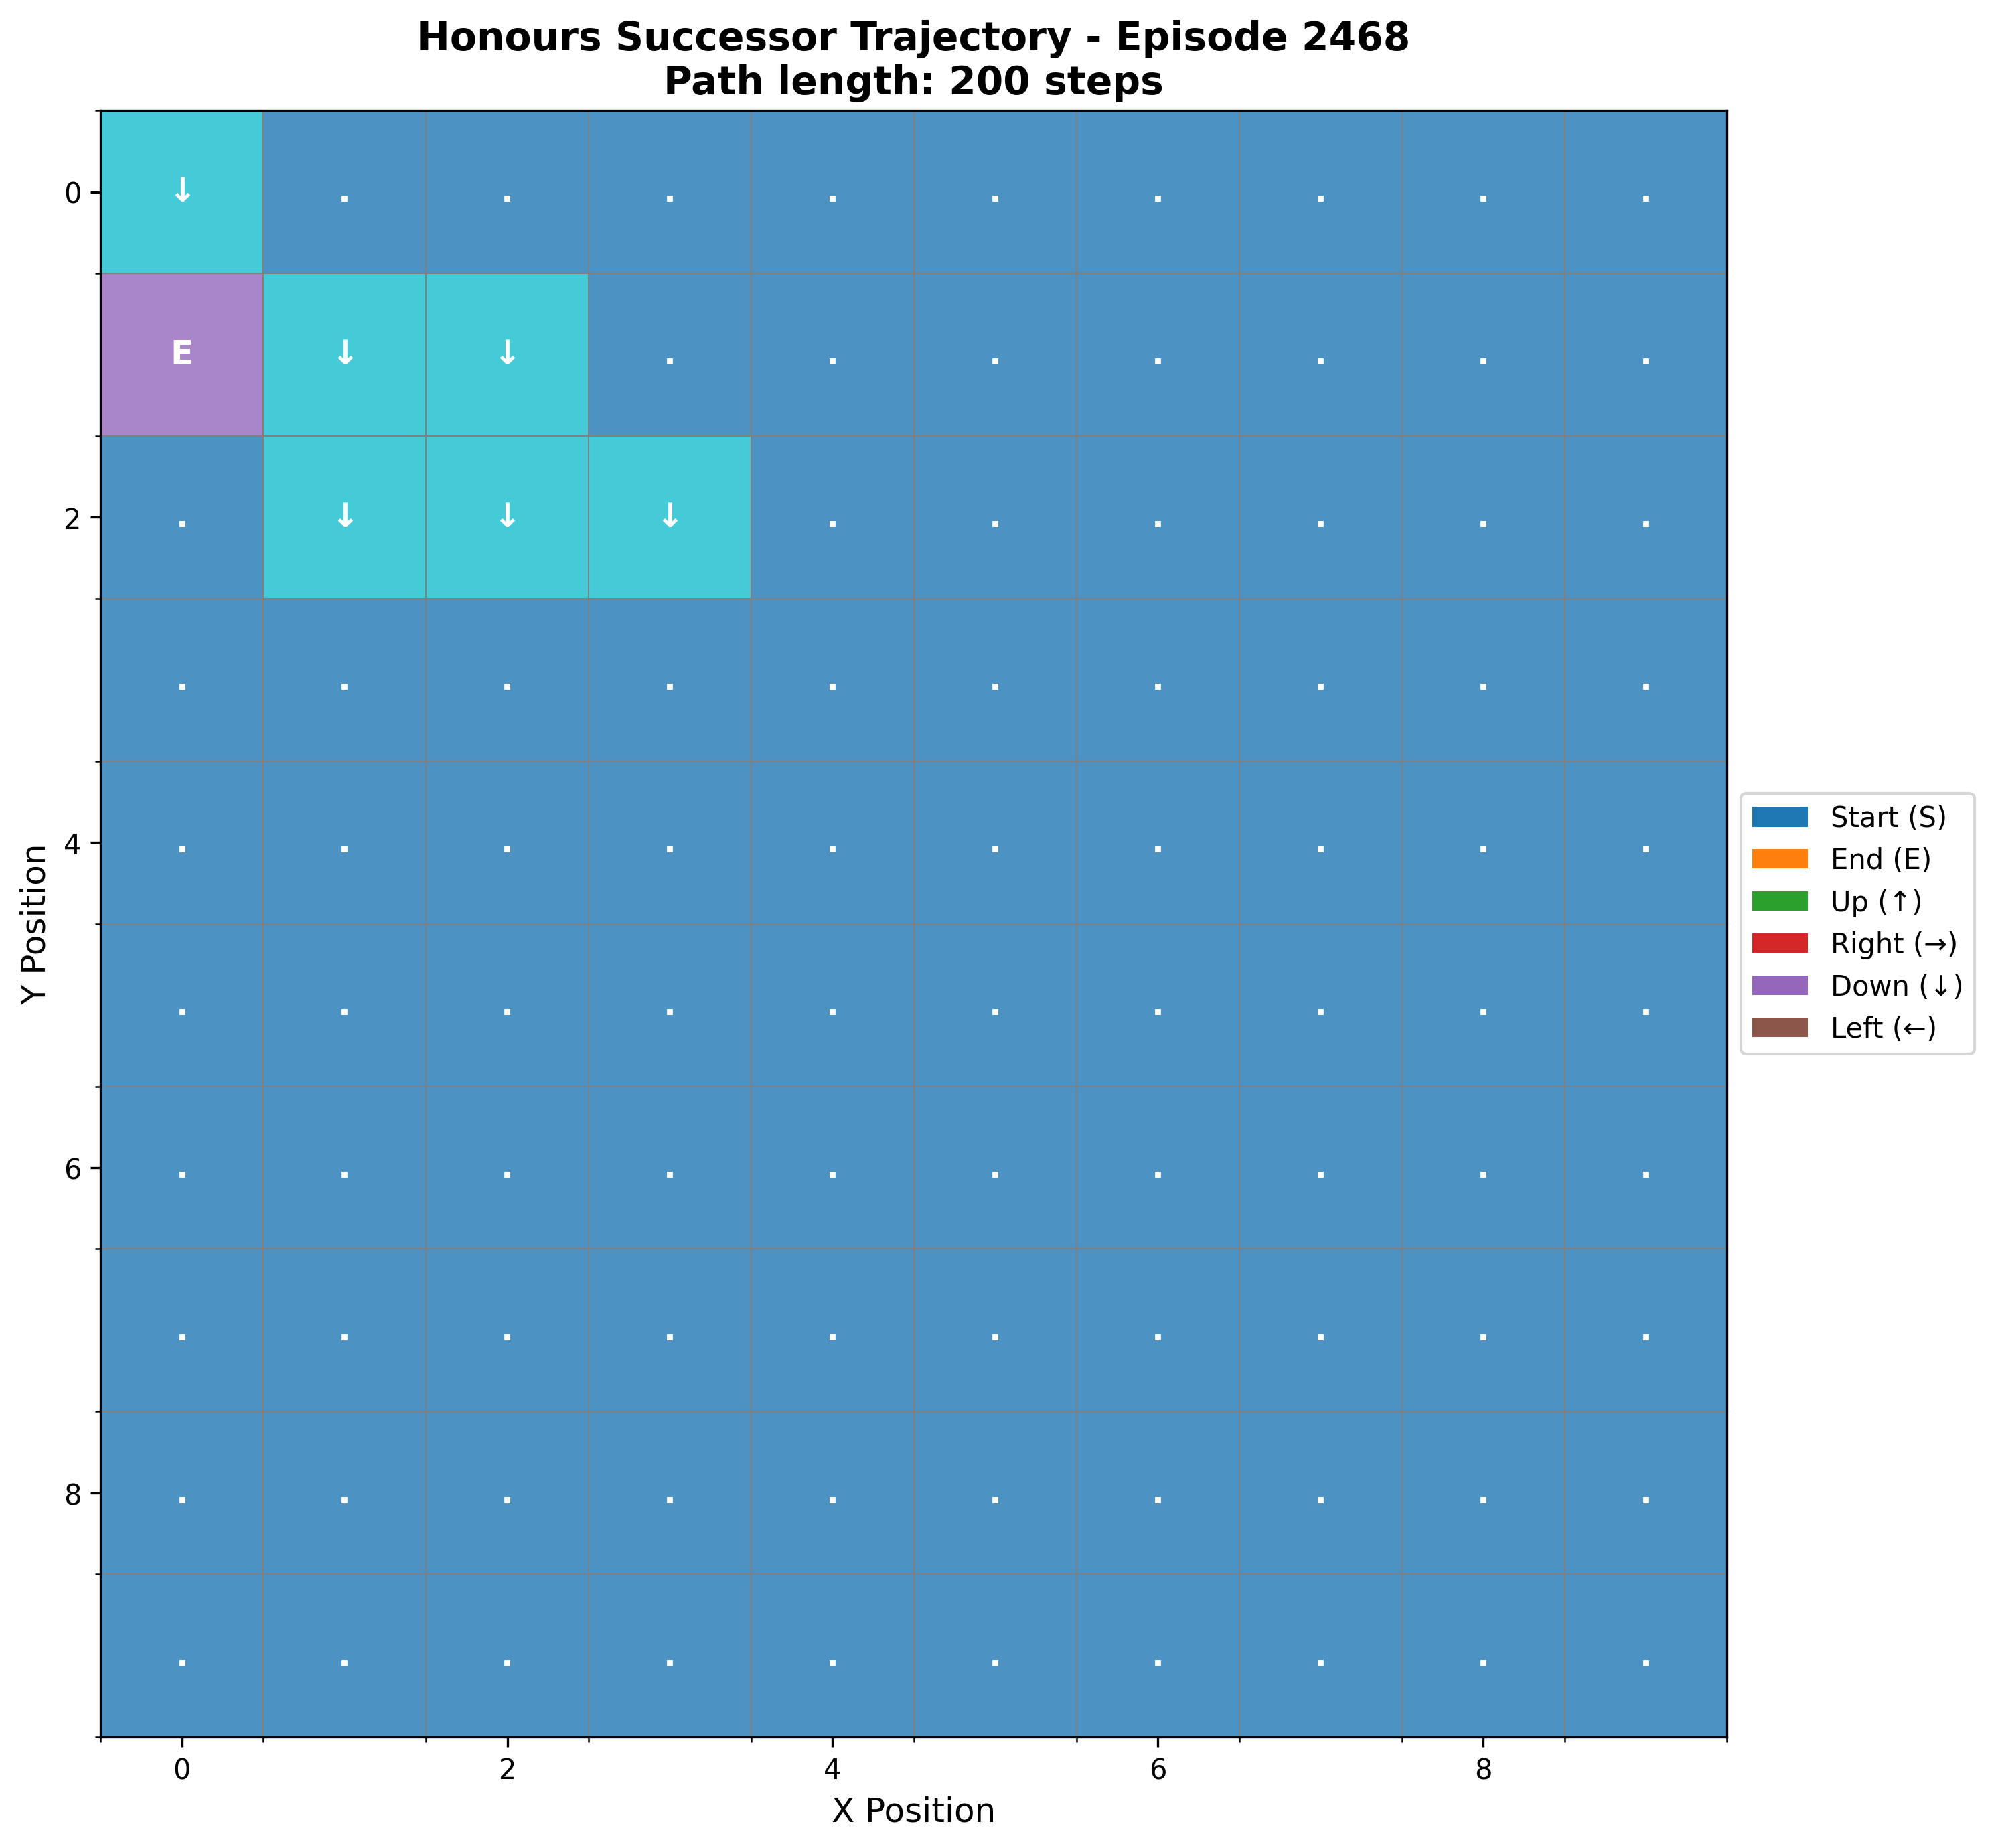 Honours Successor Trajectory - Episode 2468
Path length: 200 steps
0 ↓ . . . . . . . . .
E ↓ ↓ . . . . . . .
2 . ↓ ↓ ↓ . . . . . .
. . . . . . . . . .
4 . . . . . . . . . .
. . . . . . . . . .
6 . . . . . . . . . .
. . . . . . . . . .
8 . . . . . . . . . .
. . . . . . . . . .
0 2 4 6 8
X Position
Y Position
Start (S)
End (E)
Up (↑)
Right (→)
Down (↓)
Left (←)